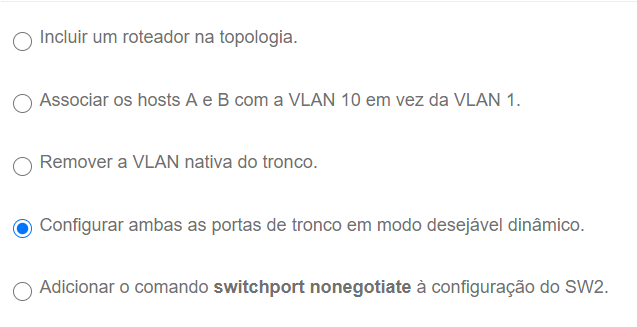 Incluir um roteador na topologia.
Associar os hosts A e B com a VLAN 10 em vez da VLAN 1.
Remover a VLAN nativa do tronco.
Configurar ambas as portas de tronco em modo desejável dinâmico.
Adicionar o comando switchport nonegotiate à configuração do SW2.